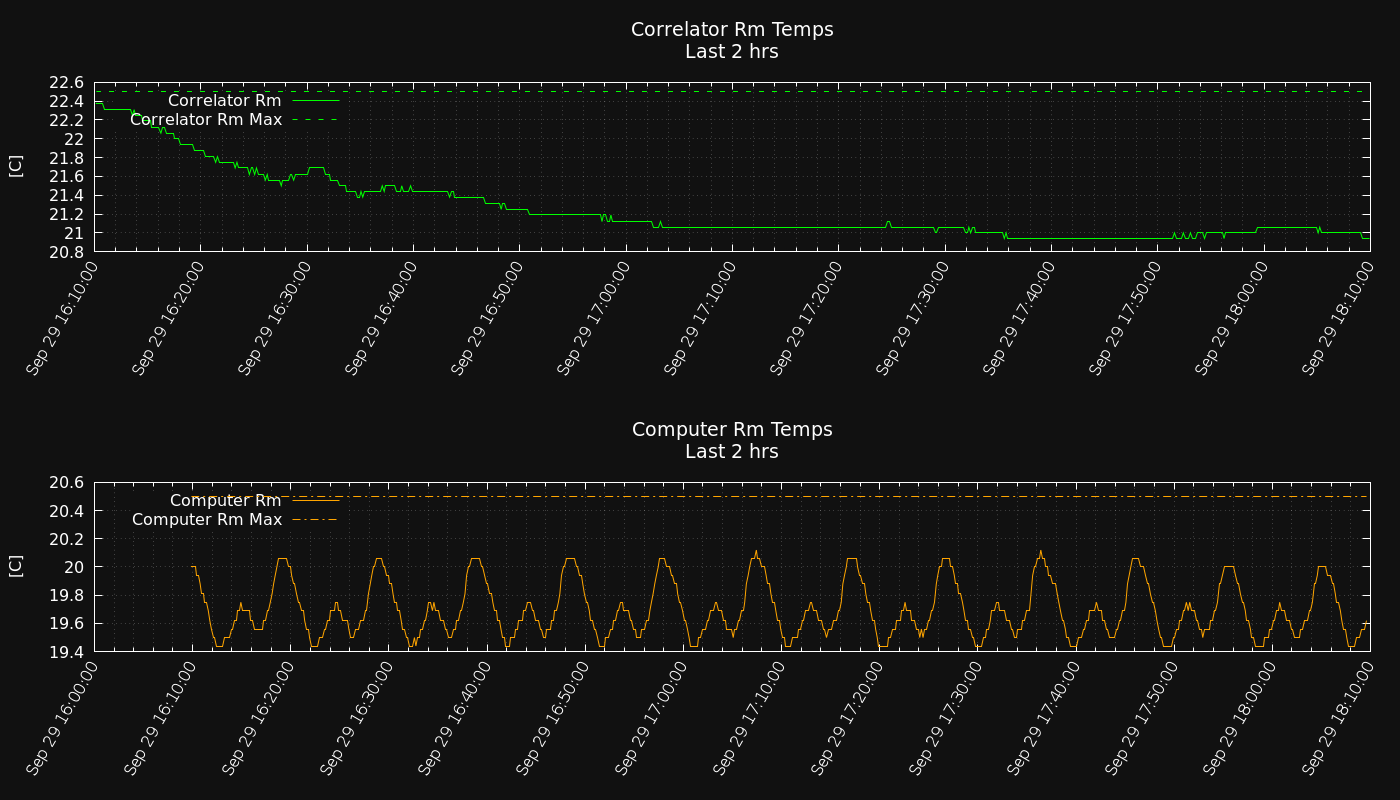 Correlator Rm Temps
Last 2 hrs
22.6
22.4
22.2
22
21.8
21.6
21.4
21.2
21
20.8
[C]
Correlator Rm
Correlator Rm Max
Sep 29 16:10:00
Sep 29 16:20:00
Sep 29 16:30:00
Sep 29 16:40:00
Sep 29 16:50:00
Sep 29 17:00:00
Sep 29 17:10:00
Sep 29 17:20:00
Sep 29 17:30:00
Sep 29 17:40:00
Sep 29 17:50:00
Sep 29 18:00:00
Sep 29 18:10:00
Computer Rm Temps
Last 2 hrs
20.6
20.4
20.2
20
19.8
19.6
19.4
[C]
Computer Rm
Computer Rm Max
Sep 29 16:00:00
Sep 29 16:10:00
Sep 29 16:20:00
Sep 29 16:30:00
Sep 29 16:40:00
Sep 29 16:50:00
Sep 29 17:00:00
Sep 29 17:10:00
Sep 29 17:20:00
Sep 29 17:30:00
Sep 29 17:40:00
Sep 29 17:50:00
Sep 29 18:00:00
Sep 29 18:10:00